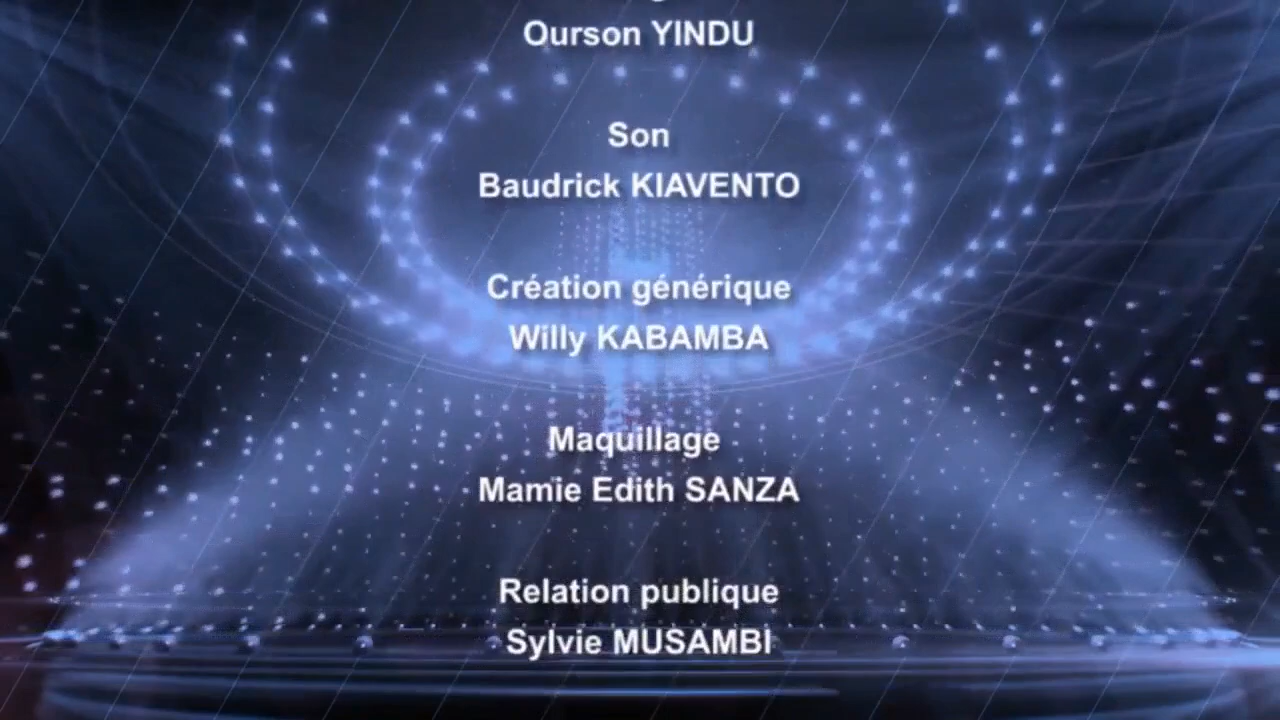 Ourson YINDU
Son
Baudrick KIAVENTO
Création générique
Willy KABAMBA
Maquillage
Mamie Edith SANZA
Relation publique
Sylvie MUSAMBI